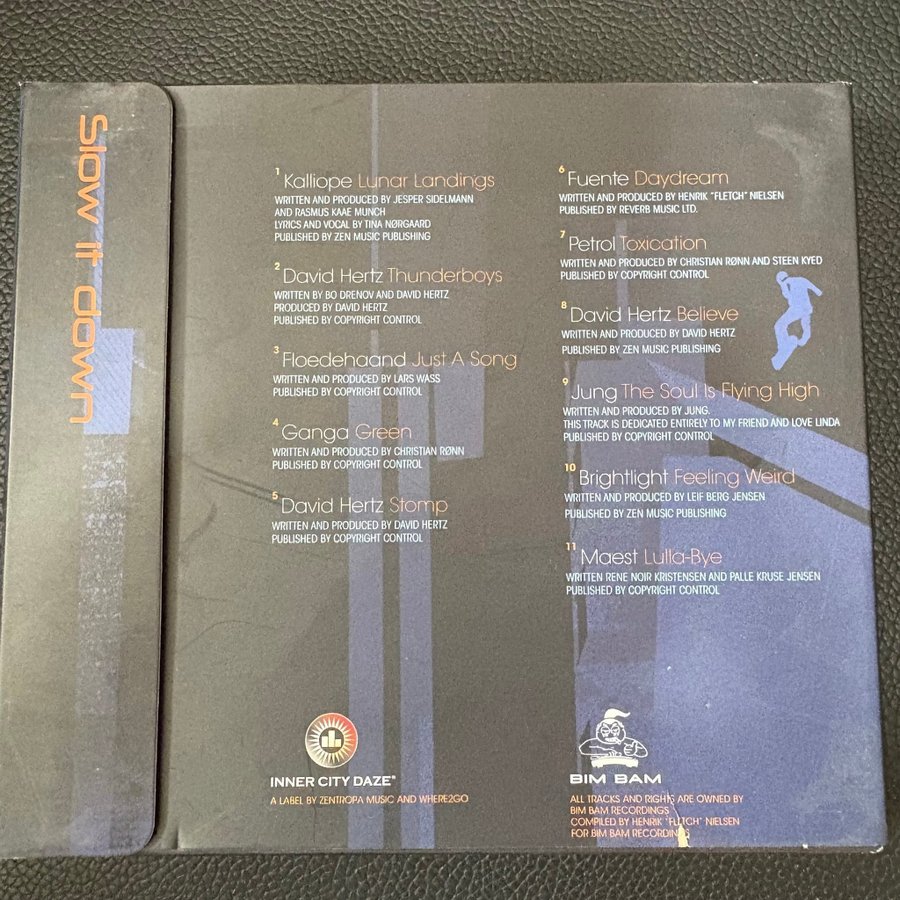 Slow it down
1 Kalliope Lunar Landings
WRITTEN AND PRODUCED BY JESPER SIDELMANN
AND RASMUS KAAE MUNCH
LYRICS AND VOCAL BY TINA NØRGAARD
PUBLISHED BY ZEN MUSIC PUBLISHING
2 David Hertz Thunderboys
WRITTEN BY BO DRENOV AND DAVID HERTZ
PRODUCED BY DAVID HERTZ
PUBLISHED BY COPYRIGHT CONTROL
3 Floedehaand Just A Song
WRITTEN AND PRODUCED BY LARS WASS
PUBLISHED BY COPYRIGHT CONTROL
4 Ganga Green
WRITTEN AND PRODUCED BY CHRISTIAN RØNN
PUBLISHED BY COPYRIGHT CONTROL
5 David Hertz Stomp
WRITTEN AND PRODUCED BY DAVID HERTZ
PUBLISHED BY COPYRIGHT CONTROL
6 Fuente Daydream
WRITTEN AND PRODUCED BY HENRIK "FLETCH" NIELSEN
PUBLISHED BY REVERB MUSIC LTD.
7 Petrol Toxication
WRITTEN AND PRODUCED BY CHRISTIAN RØNN AND STEEN KYED
PUBLISHED BY COPYRIGHT CONTROL
8 David Hertz Believe
WRITTEN AND PRODUCED BY DAVID HERTZ
PUBLISHED BY ZEN MUSIC PUBLISHING
9 Jung The Soul Is Flying High
WRITTEN AND PRODUCED BY JUNG.
THIS TRACK IS DEDICATED ENTIRELY TO MY FRIEND AND LOVE LINDA
PUBLISHED BY COPYRIGHT CONTROL
10 Brightlight Feeling Weird
WRITTEN AND PRODUCED BY LEIF BERG JENSEN
PUBLISHED BY ZEN MUSIC PUBLISHING
11 Maest Lulla-Bye
WRITTEN RENE NOIR KRISTENSEN AND PALLE KRUSE JENSEN
PUBLISHED BY COPYRIGHT CONTROL
INNER CITY DAZE®
A LABEL BY ZENTROPA MUSIC AND WHERE2GO
BIM BAM
ALL TRACKS AND RIGHTS ARE OWNED BY
BIM BAM RECORDINGS
COMPILED BY HENRIK "FLETCH" NIELSEN
FOR BIM BAM RECORDINGS